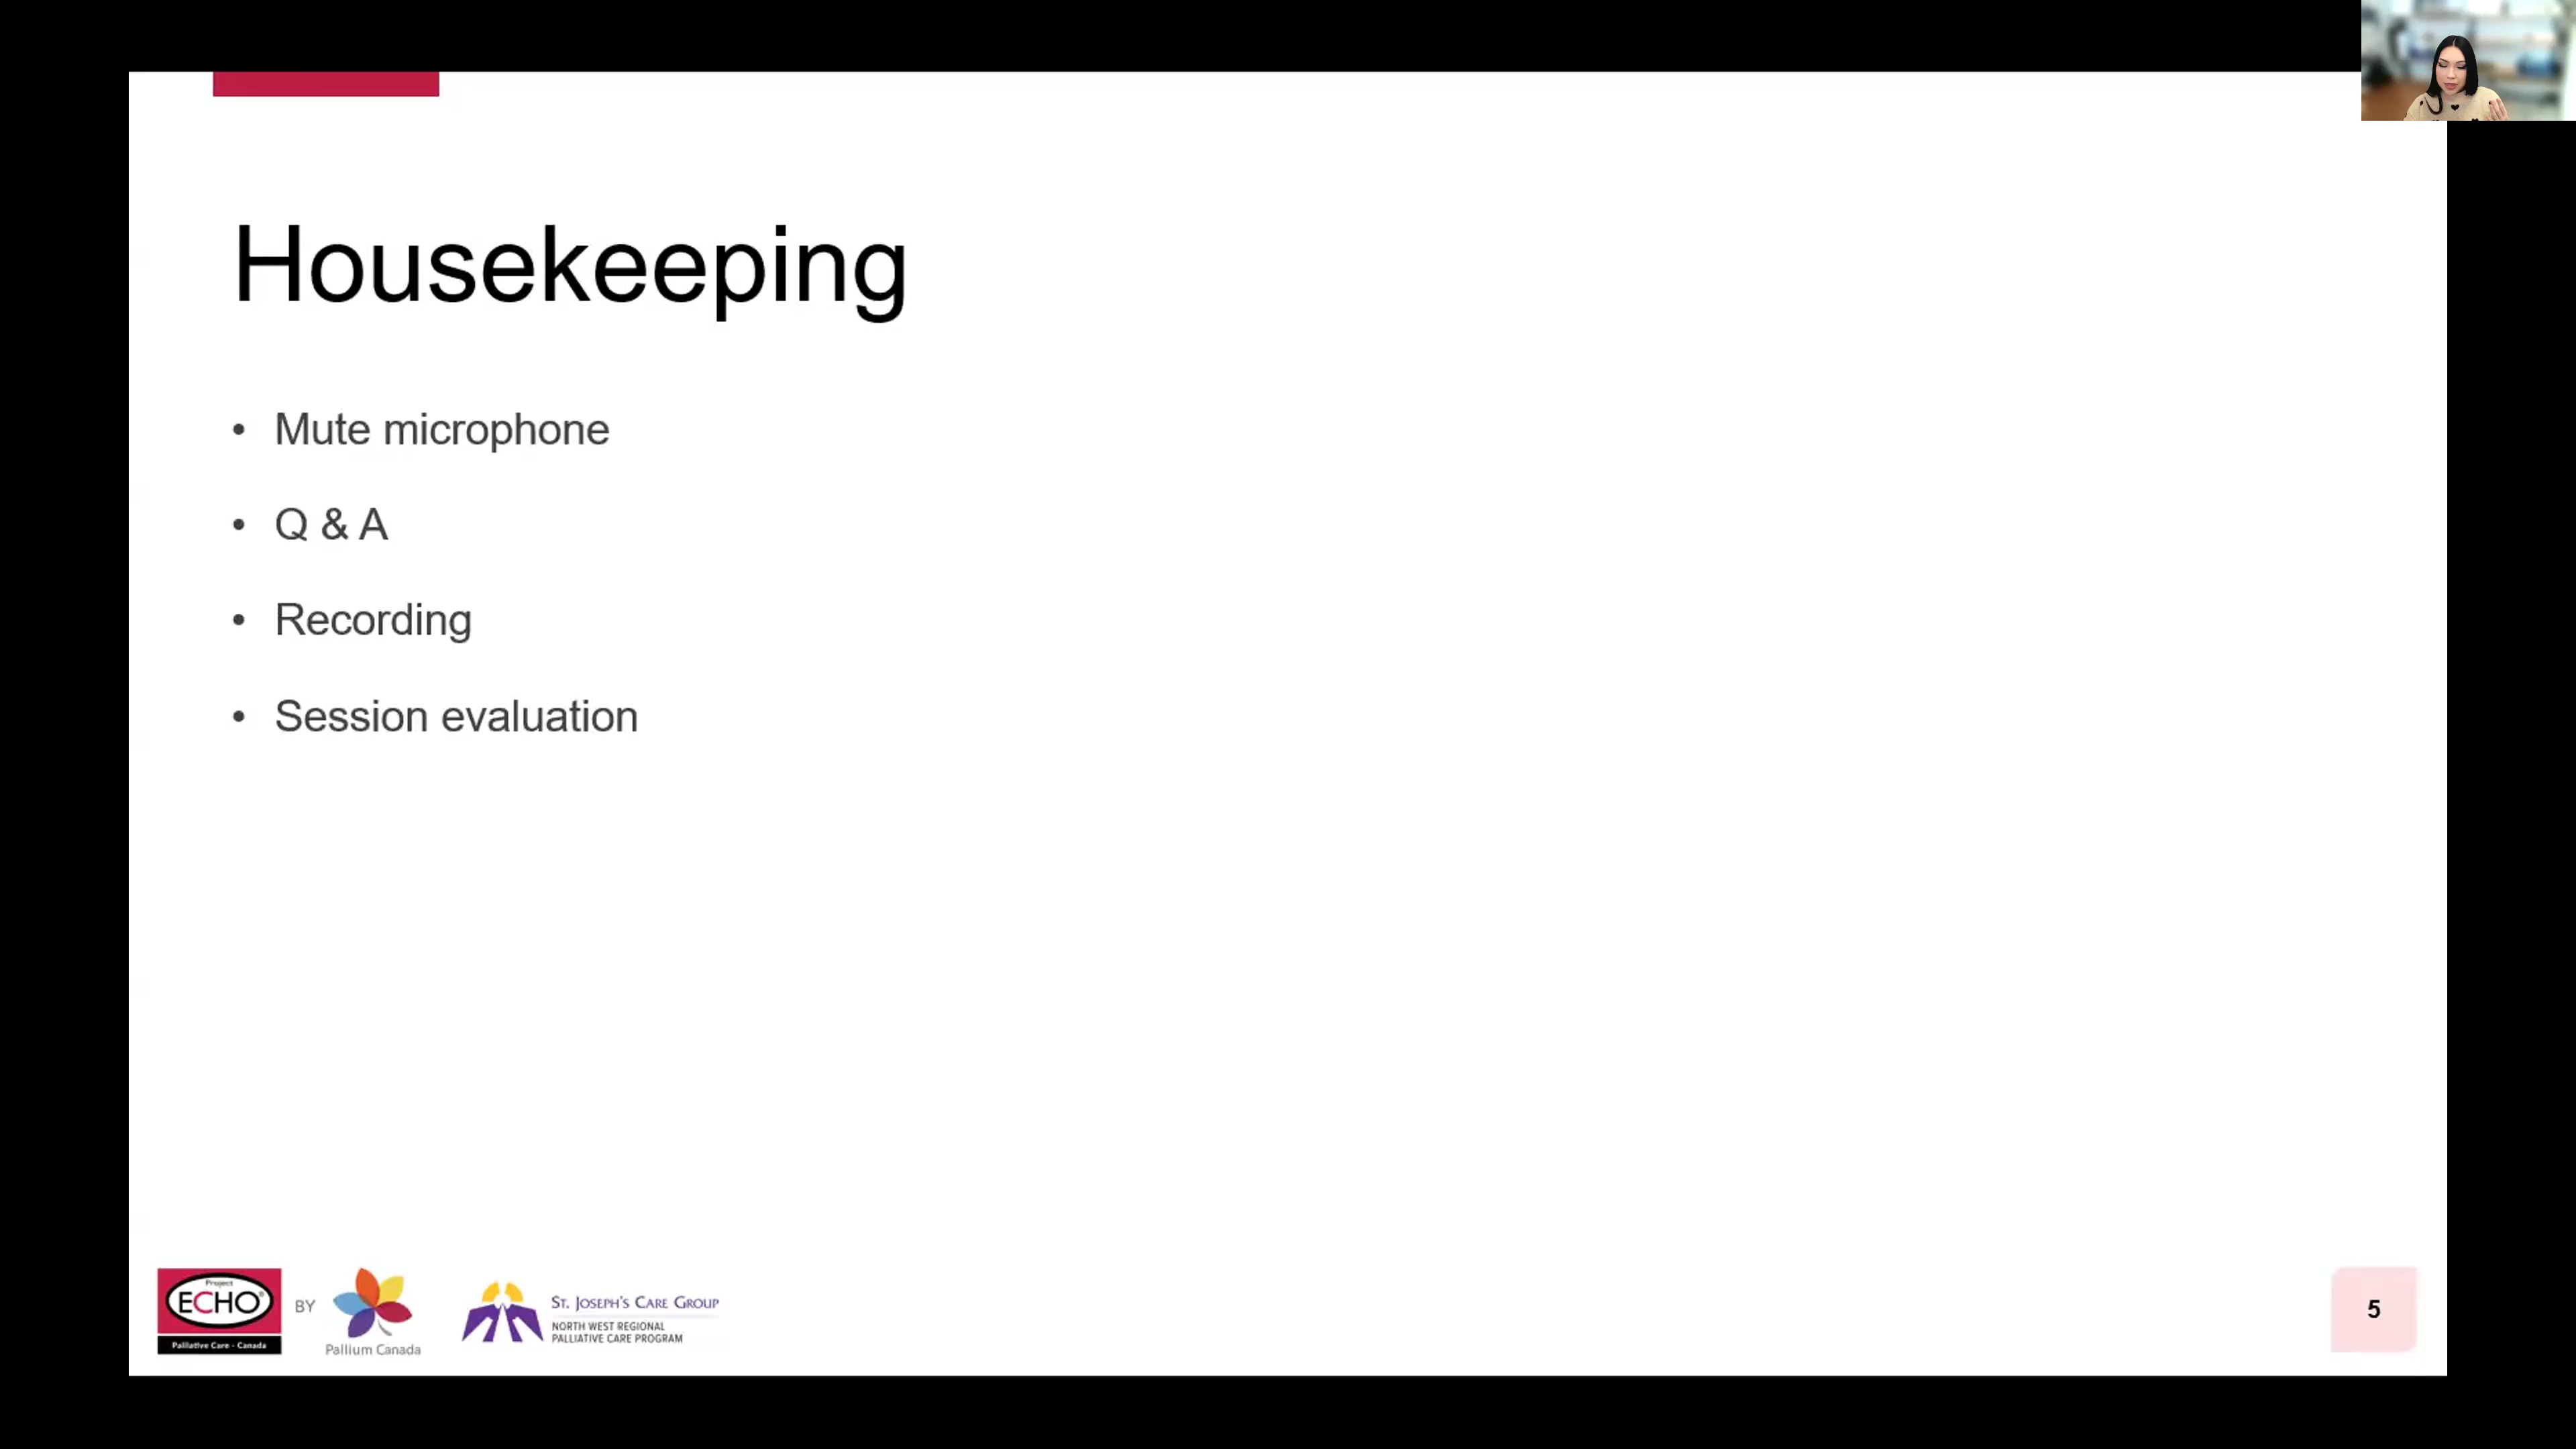 Housekeeping
• Mute microphone
• Q & A
• Recording
• Session evaluation
Project
ECHO®
Palliative Care - Canada
BY
Pallium Canada
ST. JOSEPH'S CARE GROUP
NORTH WEST REGIONAL
PALLIATIVE CARE PROGRAM
5